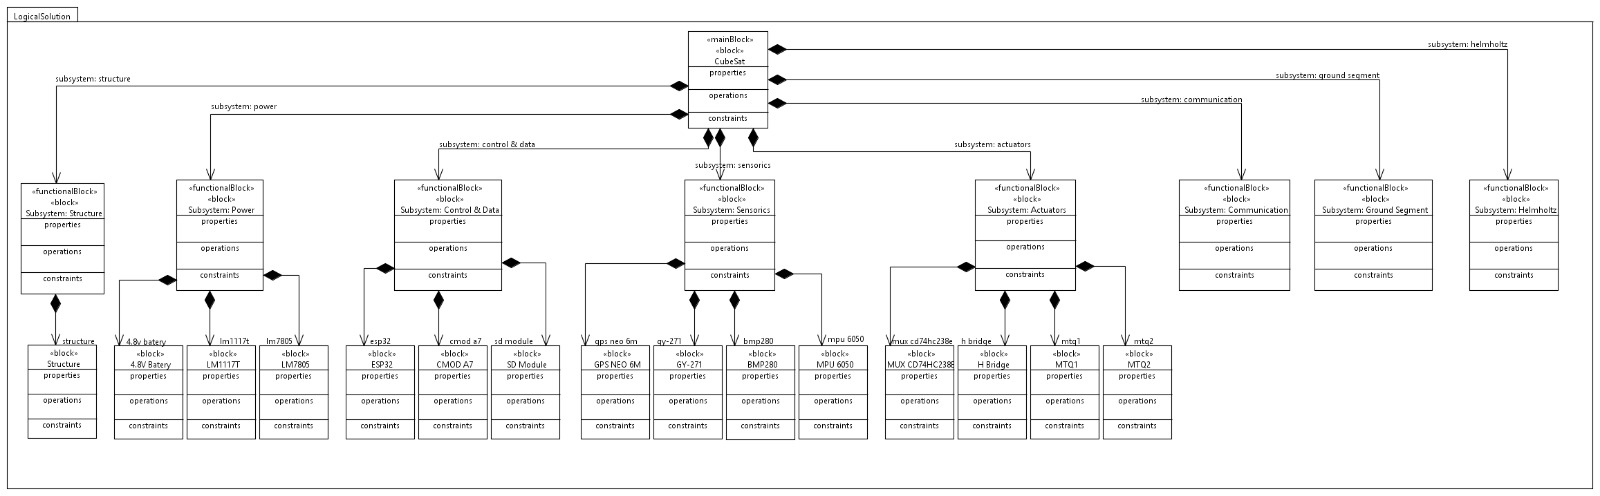 LogicalSolution
«mainBlock»
«block»
CubeSat
properties
operations
constraints
subsystem: helmholtz
subsystem: structure
subsystem: ground segment
subsystem: power
subsystem: communication
subsystem: control & data
subsystem: sensorics
subsystem: actuators
«functionalBlock»
«block»
Subsystem: Structure
properties
operations
constraints
«functionalBlock»
«block»
Subsystem: Power
properties
operations
constraints
«functionalBlock»
«block»
Subsystem: Control & Data
properties
operations
constraints
«functionalBlock»
«block»
Subsystem: Sensorics
properties
operations
constraints
«functionalBlock»
«block»
Subsystem: Actuators
properties
operations
constraints
«functionalBlock»
«block»
Subsystem: Communication
properties
operations
constraints
«functionalBlock»
«block»
Subsystem: Ground Segment
properties
operations
constraints
«functionalBlock»
«block»
Subsystem: Helmholtz
properties
operations
constraints
structure
«block»
Structure
properties
operations
constraints
4.8v batery
«block»
4.8V Batery
properties
operations
constraints
lm1117t
«block»
LM1117T
properties
operations
constraints
lm7805
«block»
LM7805
properties
operations
constraints
esp32
«block»
ESP32
properties
operations
constraints
cmod a7
«block»
CMOD A7
properties
operations
constraints
sd module
«block»
SD Module
properties
operations
constraints
gps neo 6m
«block»
GPS NEO 6M
properties
operations
constraints
gy-271
«block»
GY-271
properties
operations
constraints
bmp280
«block»
BMP280
properties
operations
constraints
mpu 6050
«block»
MPU 6050
properties
operations
constraints
mux cd74hc238e
«block»
MUX CD74HC238E
properties
operations
constraints
h bridge
«block»
H Bridge
properties
operations
constraints
mtq1
«block»
MTQ1
properties
operations
constraints
mtq2
«block»
MTQ2
properties
operations
constraints